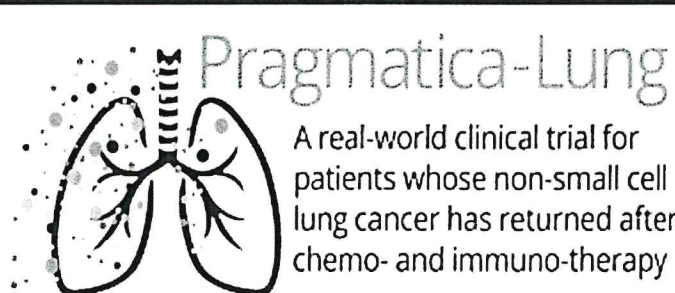 Pragmatica-Lung
A real-world clinical trial for
patients whose non-small cell
lung cancer has returned after
chemo- and immuno-therapy